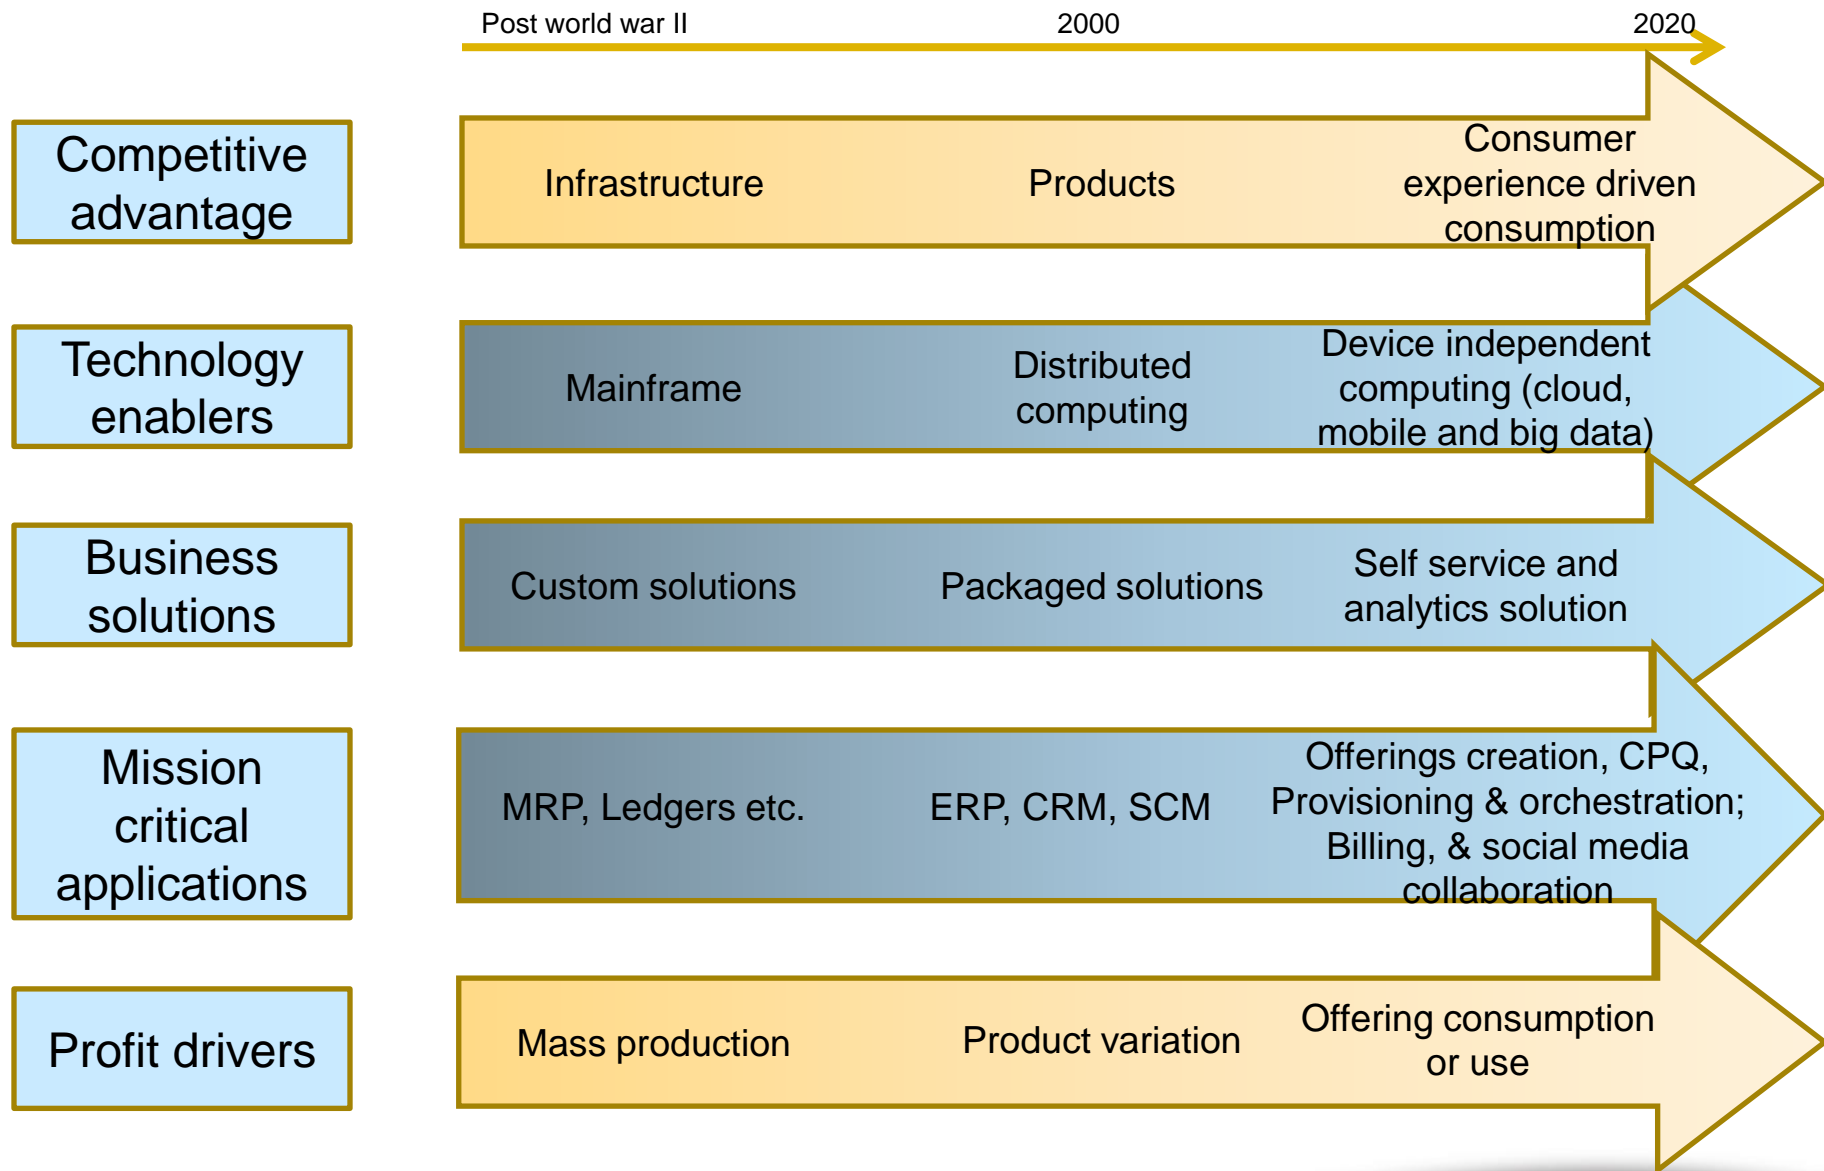 Post world war II 2000 2020
Competitive
advantage
Infrastructure
Products
Consumer
experience driven
consumption
Technology
enablers
Mainframe
Distributed
computing
Device independent
computing (cloud,
mobile and big data)
Business
solutions
Custom solutions
Packaged solutions
Self service and
analytics solution
Mission
critical
applications
MRP, Ledgers etc.
ERP, CRM, SCM
Offerings creation, CPQ,
Provisioning & orchestration;
Billing, & social media
collaboration
Profit drivers
Mass production
Product variation
Offering consumption
or use